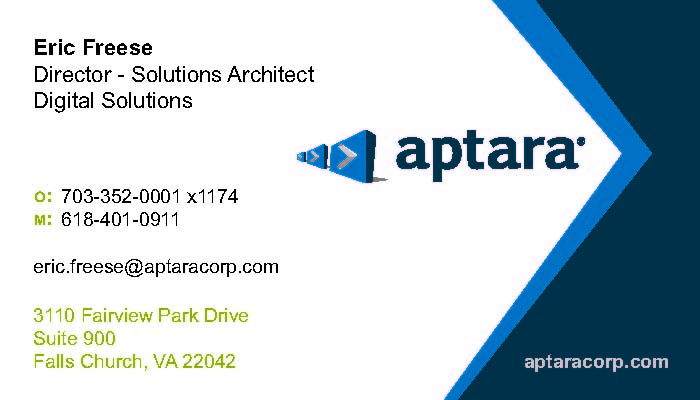 Eric Freese
Director - Solutions Architect
Digital Solutions
aptara®
O: 703-352-0001 x1174
M: 618-401-0911
eric.freese@aptaracorp.com
3110 Fairview Park Drive
Suite 900
Falls Church, VA 22042
aptaracorp.com